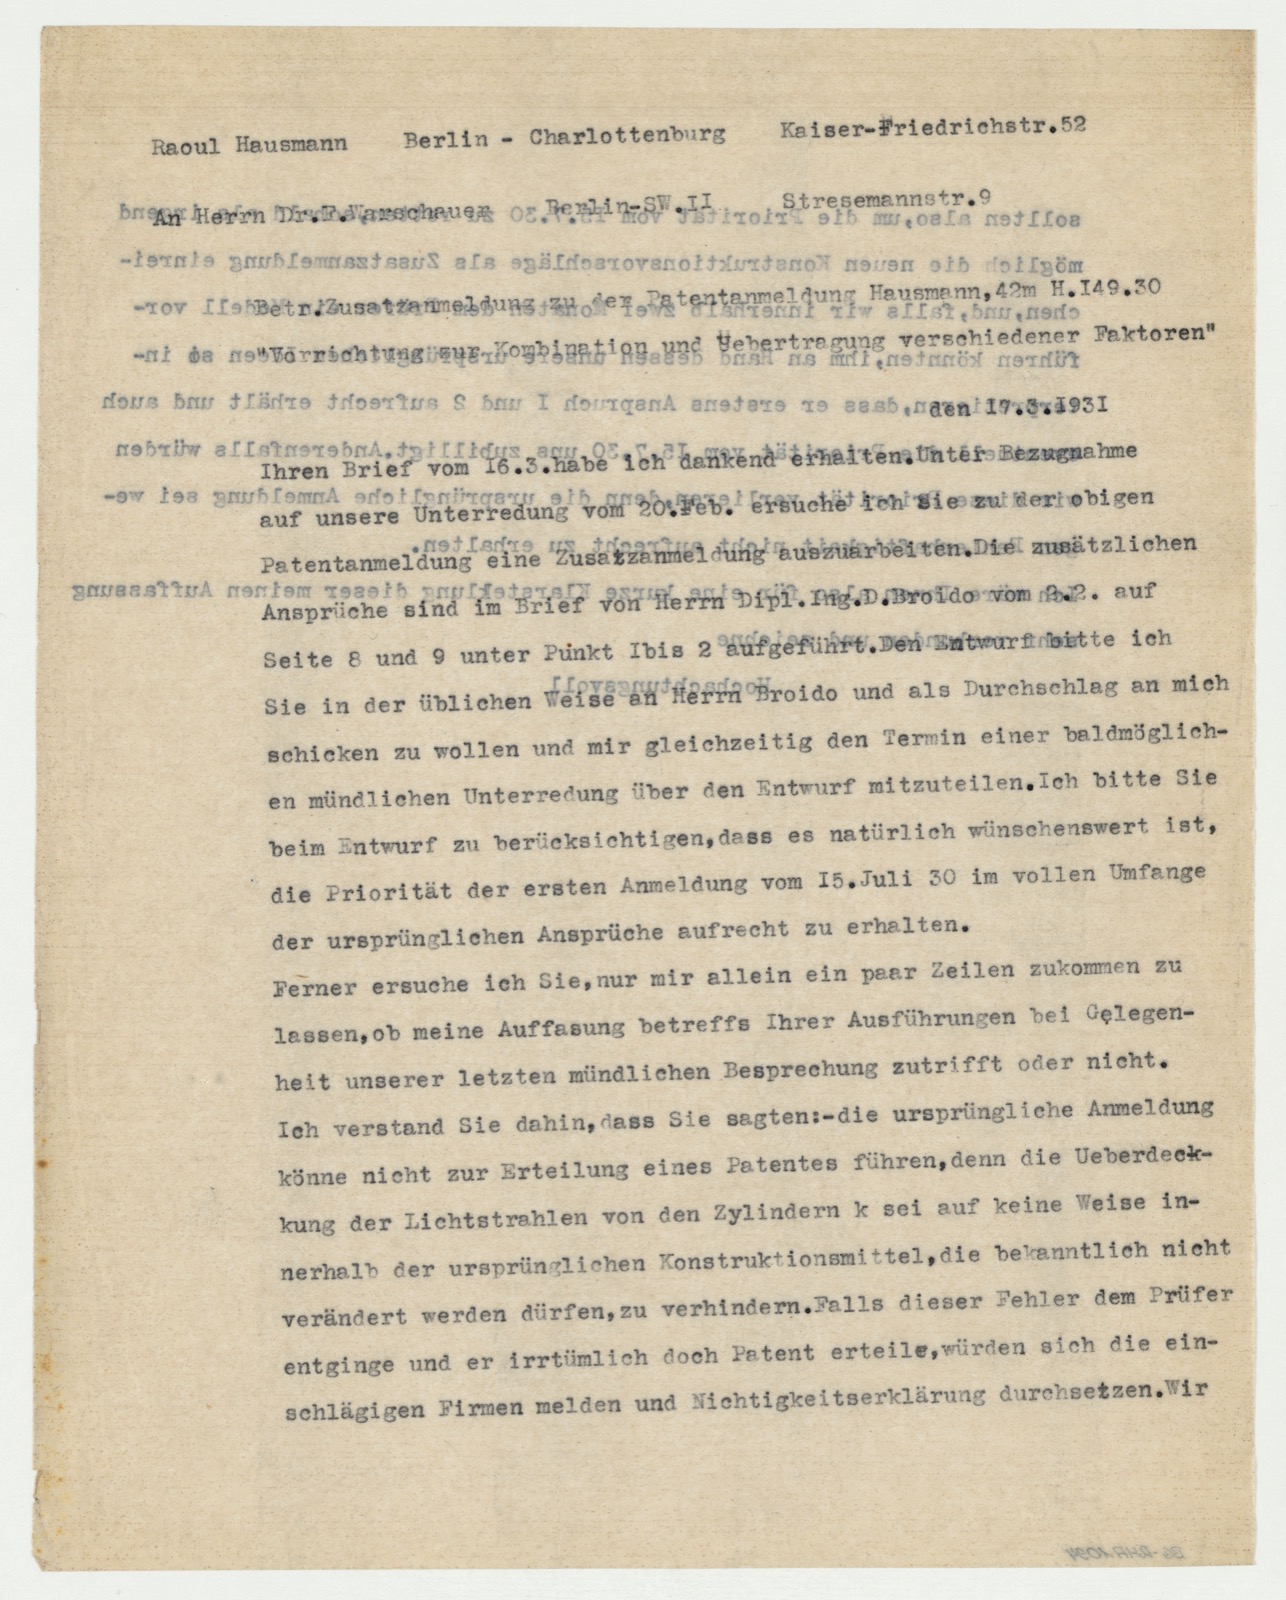 Raoul Hausmann Berlin - Charlottenburg Kaiser-Friedrichstr.52
An Herrn Dr.F.Warschauer Berlin-SW.II Stresemannstr.9
Betr.Zusatzanmeldung zu der Patentanmeldung Hausmann,42m H.I49.30
"Vorrichtung zur Kombination und Uebertragung verschiedener Faktoren"
den 17.3.1931
Ihren Brief vom I6.3.habe ich dankend erhalten.Unter Bezugnahme
auf unsere Unterredung vom 20.Feb. ersuche ich Sie zu der obigen
Patentanmeldung eine Zusatzanmeldung auszuarbeiten.Die zusätzlichen
Ansprüche sind im Brief von Herrn Dipl.Ing.D.Broido vom 2.2. auf
Seite 8 und 9 unter Punkt Ibis 2 aufgeführt.Den Entwurf bitte ich
Sie in der üblichen Weise an Herrn Broido und als Durchschlag an mich
schicken zu wollen und mir gleichzeitig den Termin einer baldmöglich-
en mündlichen Unterredung über den Entwurf mitzuteilen.Ich bitte Sie
beim Entwurf zu berücksichtigen,dass es natürlich wünschenswert ist,
die Priorität der ersten Anmeldung vom I5.Juli 30 im vollen Umfange
der ursprünglichen Ansprüche aufrecht zu erhalten.
Ferner ersuche ich Sie,nur mir allein ein paar Zeilen zukommen zu
lassen,ob meine Auffasung betreffs Ihrer Ausführungen bei Gelegen-
heit unserer letzten mündlichen Besprechung zutrifft oder nicht.
Ich verstand Sie dahin,dass Sie sagten:-die ursprüngliche Anmeldung
könne nicht zur Erteilung eines Patentes führen,denn die Ueberdeck-
kung der Lichtstrahlen von den Zylindern k sei auf keine Weise in-
nerhalb der ursprünglichen Konstruktionsmittel,die bekanntlich nicht
verändert werden dürfen,zu verhindern.Falls dieser Fehler dem Prüfer
entginge und er irrtümlich doch Patent erteile,würden sich die ein-
schlägigen Firmen melden und Nichtigkeitserklärung durchsetzen.Wir